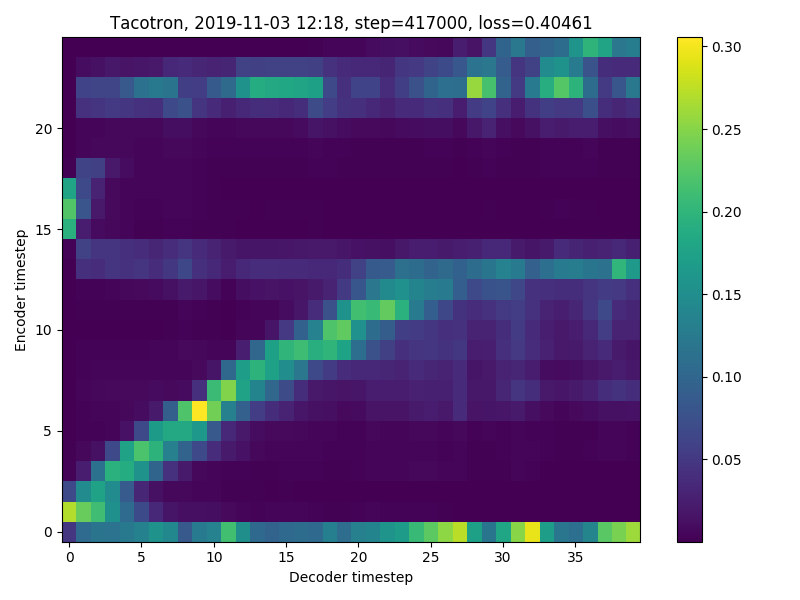 Tacotron, 2019-11-03 12:18, step=417000, loss=0.40461
Encoder timestep
20
15
10
5
0
0 5 10 15 20 25 30 35
Decoder timestep
0.30
0.25
0.20
0.15
0.10
0.05